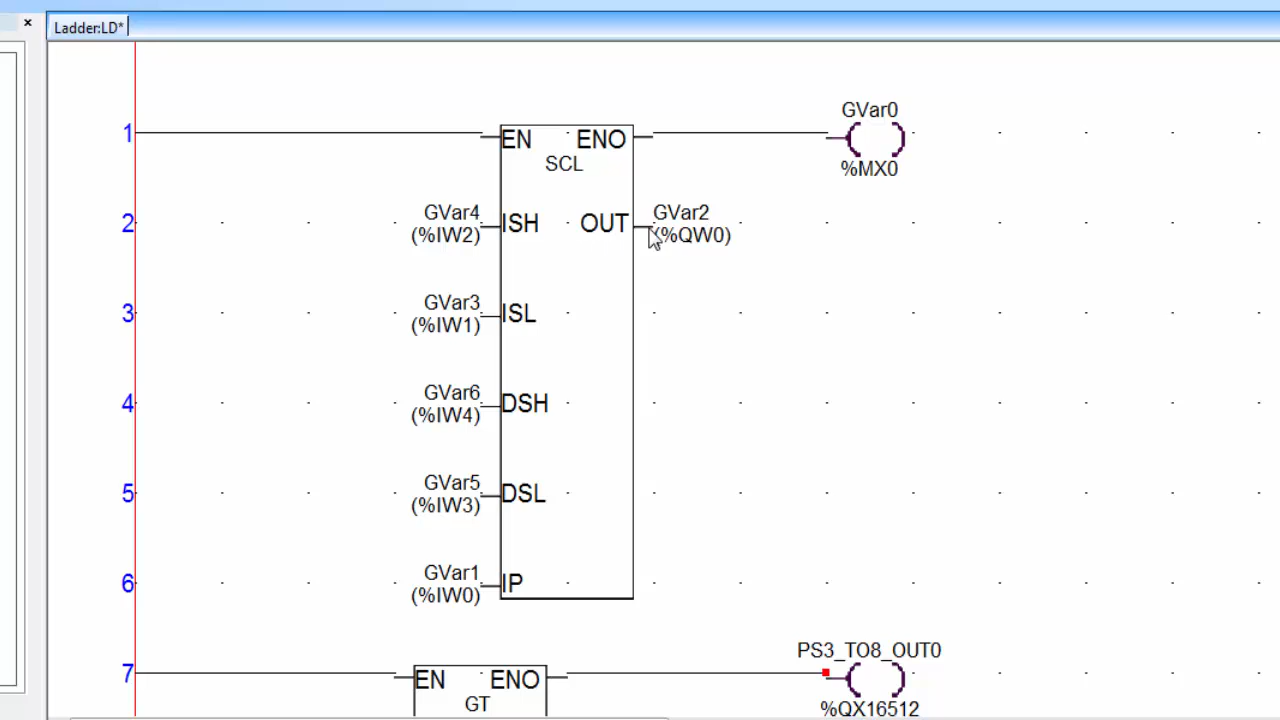 Ladder:LD*
GVar0
1
EN ENO
SCL
%MX0
2
GVar4
(%IW2)
ISH
OUT
GVar2
(%QW0)
3
GVar3
(%IW1)
ISL
4
GVar6
(%IW4)
DSH
5
GVar5
(%IW3)
DSL
6
GVar1
(%IW0)
IP
PS3_TO8_OUT0
7
EN ENO
GT
%QX16512